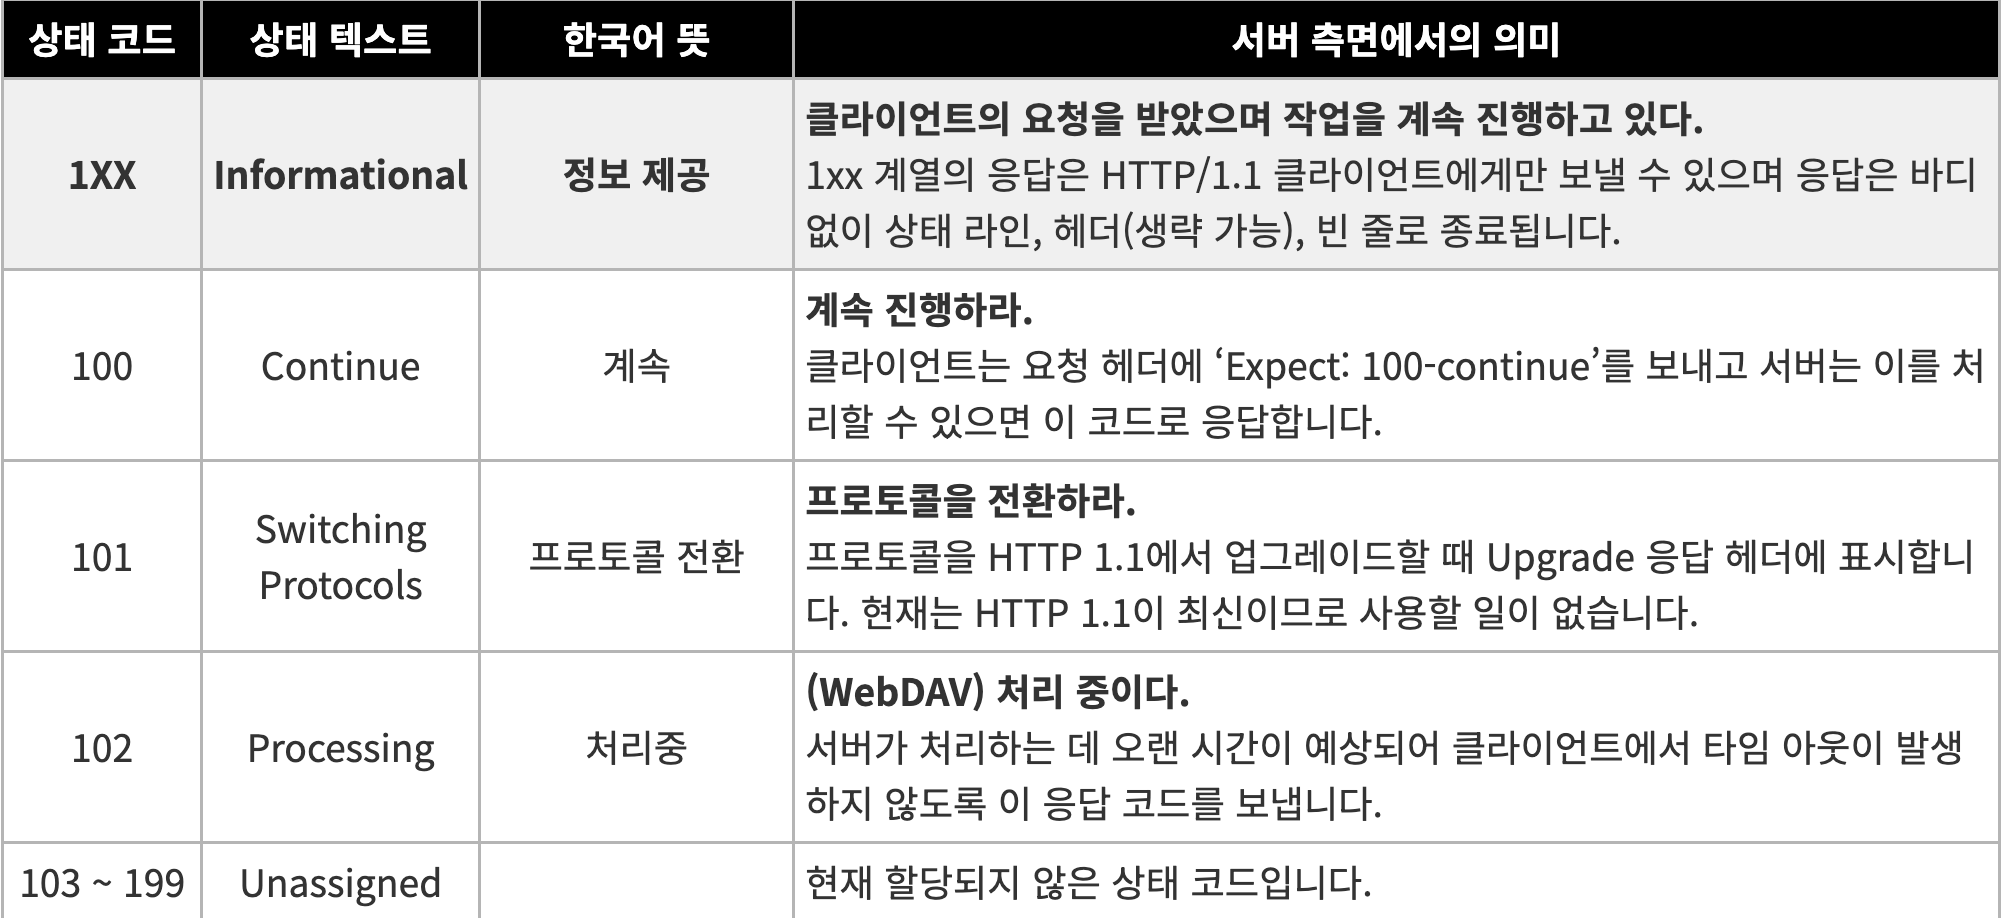 상태 코드
상태 텍스트
한국어 뜻
서버 측면에서의 의미
1XX
Informational
정보 제공
클라이언트의 요청을 받았으며 작업을 계속 진행하고 있다.
1xx 계열의 응답은 HTTP/1.1 클라이언트에게만 보낼 수 있으며 응답은 바디
없이 상태 라인, 헤더(생략 가능), 빈 줄로 종료됩니다.
100
Continue
계속
계속 진행하라.
클라이언트는 요청 헤더에 ‘Expect: 100-continue’를 보내고 서버는 이를 처
리할 수 있으면 이 코드로 응답합니다.
101
Switching
Protocols
프로토콜 전환
프로토콜을 전환하라.
프로토콜을 HTTP 1.1에서 업그레이드할 때 Upgrade 응답 헤더에 표시합니
다. 현재는 HTTP 1.1이 최신이므로 사용할 일이 없습니다.
102
Processing
처리중
(WebDAV) 처리 중이다.
서버가 처리하는 데 오랜 시간이 예상되어 클라이언트에서 타임 아웃이 발생
하지 않도록 이 응답 코드를 보냅니다.
103 ~ 199
Unassigned
현재 할당되지 않은 상태 코드입니다.